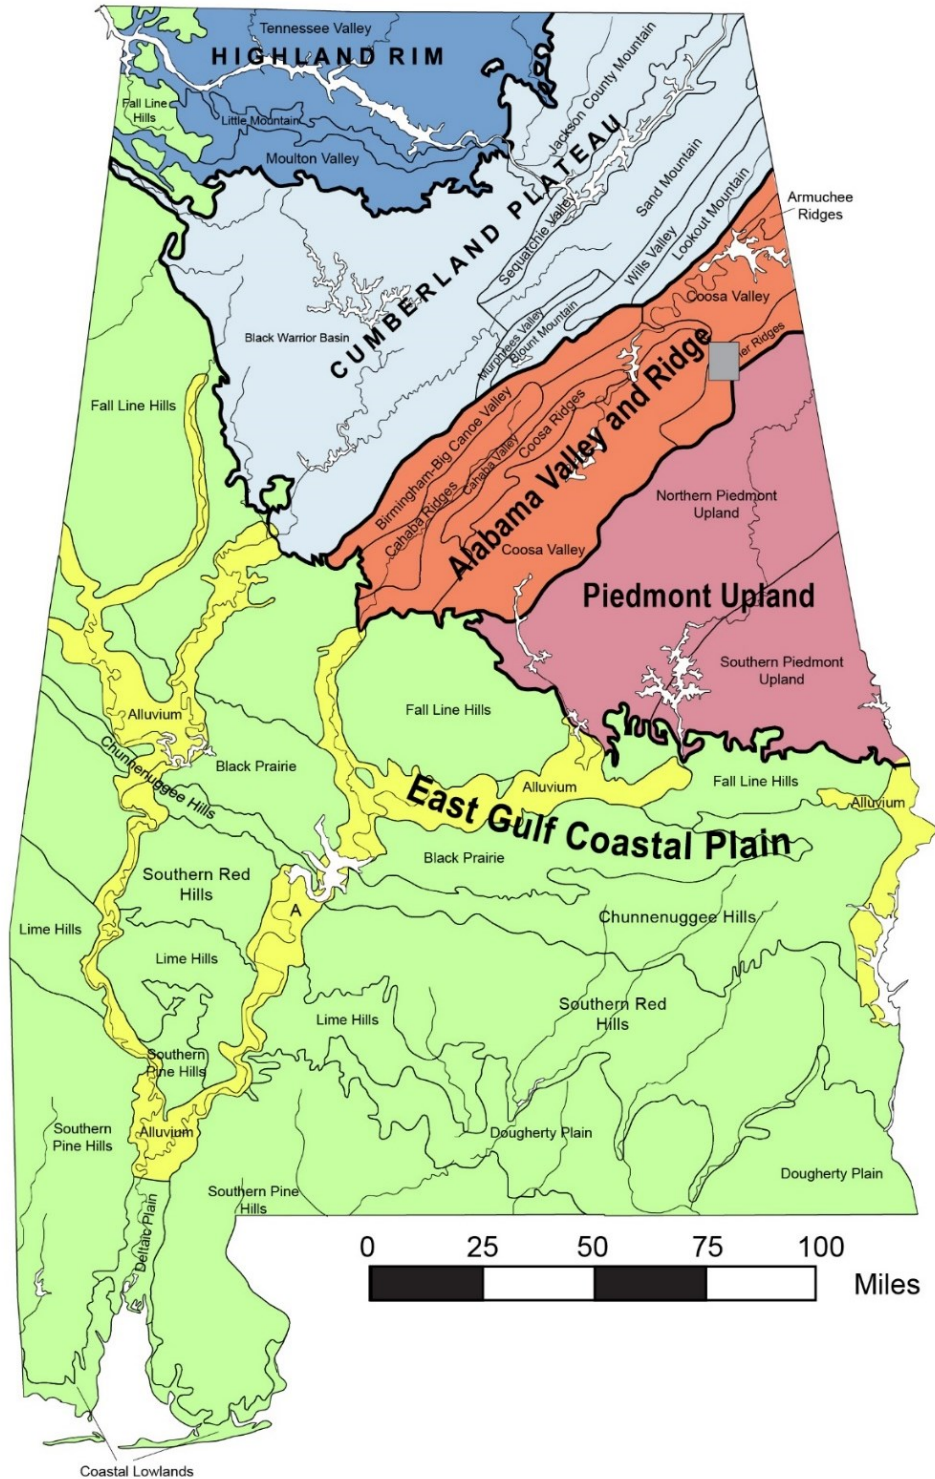 Tennessee Valley
HIGHLAND RIM
Fall Line
Hills
Little Mountain
Moulton Valley
Jackson County Mountain
CUMBERLAND PLATEAU
Sequatchie Valley
Sand Mountain
Wills Valley
Lookout Mountain
Armuchee
Ridges
Murphrees Valley
Blount Mountain
Black Warrior Basin
Coosa Valley
Ridges
Alabama Valley and Ridge
Birmingham-Big Canoe Valley
Cahaba Ridges
Cahaba Valley
Coosa Ridges
Coosa Valley
Fall Line Hills
Northern Piedmont
Upland
Piedmont Upland
Southern Piedmont
Upland
Alluvium
Fall Line Hills
Chunnenuggee Hills
Black Prairie
Alluvium
Fall Line Hills
Alluvium
East Gulf Coastal Plain
Black Prairie
Southern Red
Hills
A
Chunnenuggee Hills
Lime Hills
Lime Hills
Lime Hills
Southern Red
Hills
Southern
Pine Hills
Alluvium
Southern
Pine Hills
Dougherty Plain
Dougherty Plain
Southern Pine
Hills
Deltaic Plain
0 25 50 75 100
Miles
Coastal Lowlands